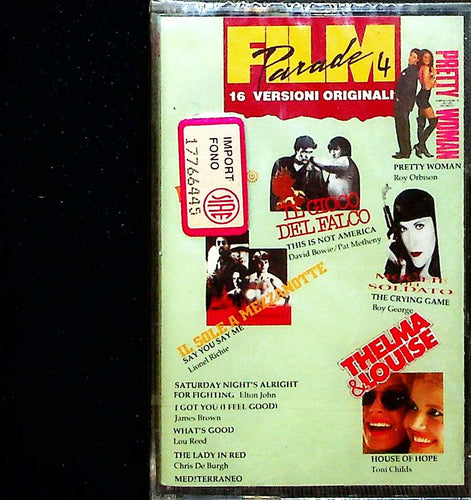 FILM
Parade 4
16 VERSIONI ORIGINALI
PRETTY WOMAN
PRETTY WOMAN
Roy Orbison
IMPORT
FONO
17766445
IL GIOCO
DEL FALCO
THIS IS NOT AMERICA
David Bowie/Pat Metheny
SOLDATO
THE CRYING GAME
Boy George
IL SOLE A MEZZANOTTE
SAY YOU SAY ME
Lionel Richie
THELMA
& LOUISE
HOUSE OF HOPE
Toni Childs
SATURDAY NIGHT'S ALRIGHT
FOR FIGHTING Elton John
I GOT YOU (I FEEL GOOD)
James Brown
WHAT'S GOOD
Lou Reed
THE LADY IN RED
Chris De Burgh
MEDITERRANEO